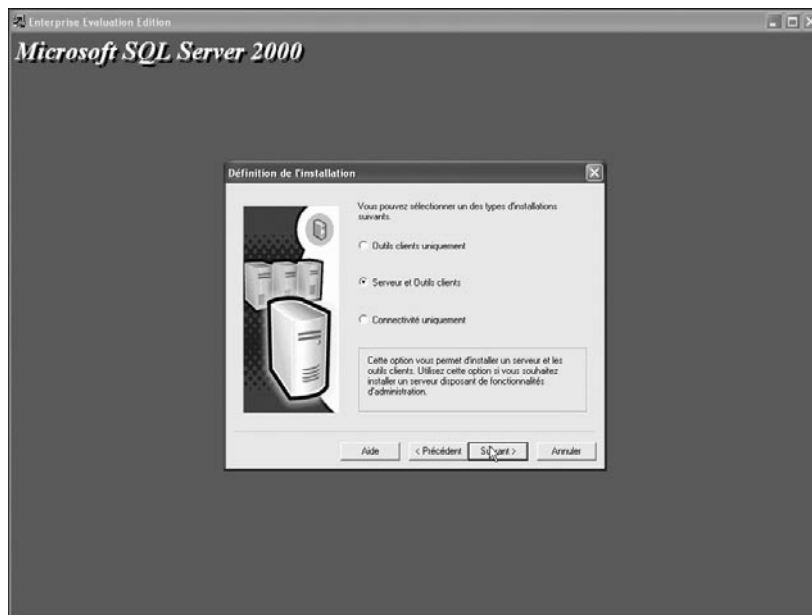 Enterprise Evaluation Edition
Microsoft SQL Server 2000
Définition de l'installation
Vous pouvez sélectionner un des types d'installations
suivants.
Outils clients uniquement
Serveur et Outils clients
Connectivité uniquement
Cette option vous permet d'installer un serveur et les
outils clients. Utilisez cette option si vous souhaitez
installer un serveur disposant de fonctionnalités
d'administration.
Aide
< Précédent
Suivant >
Annuler